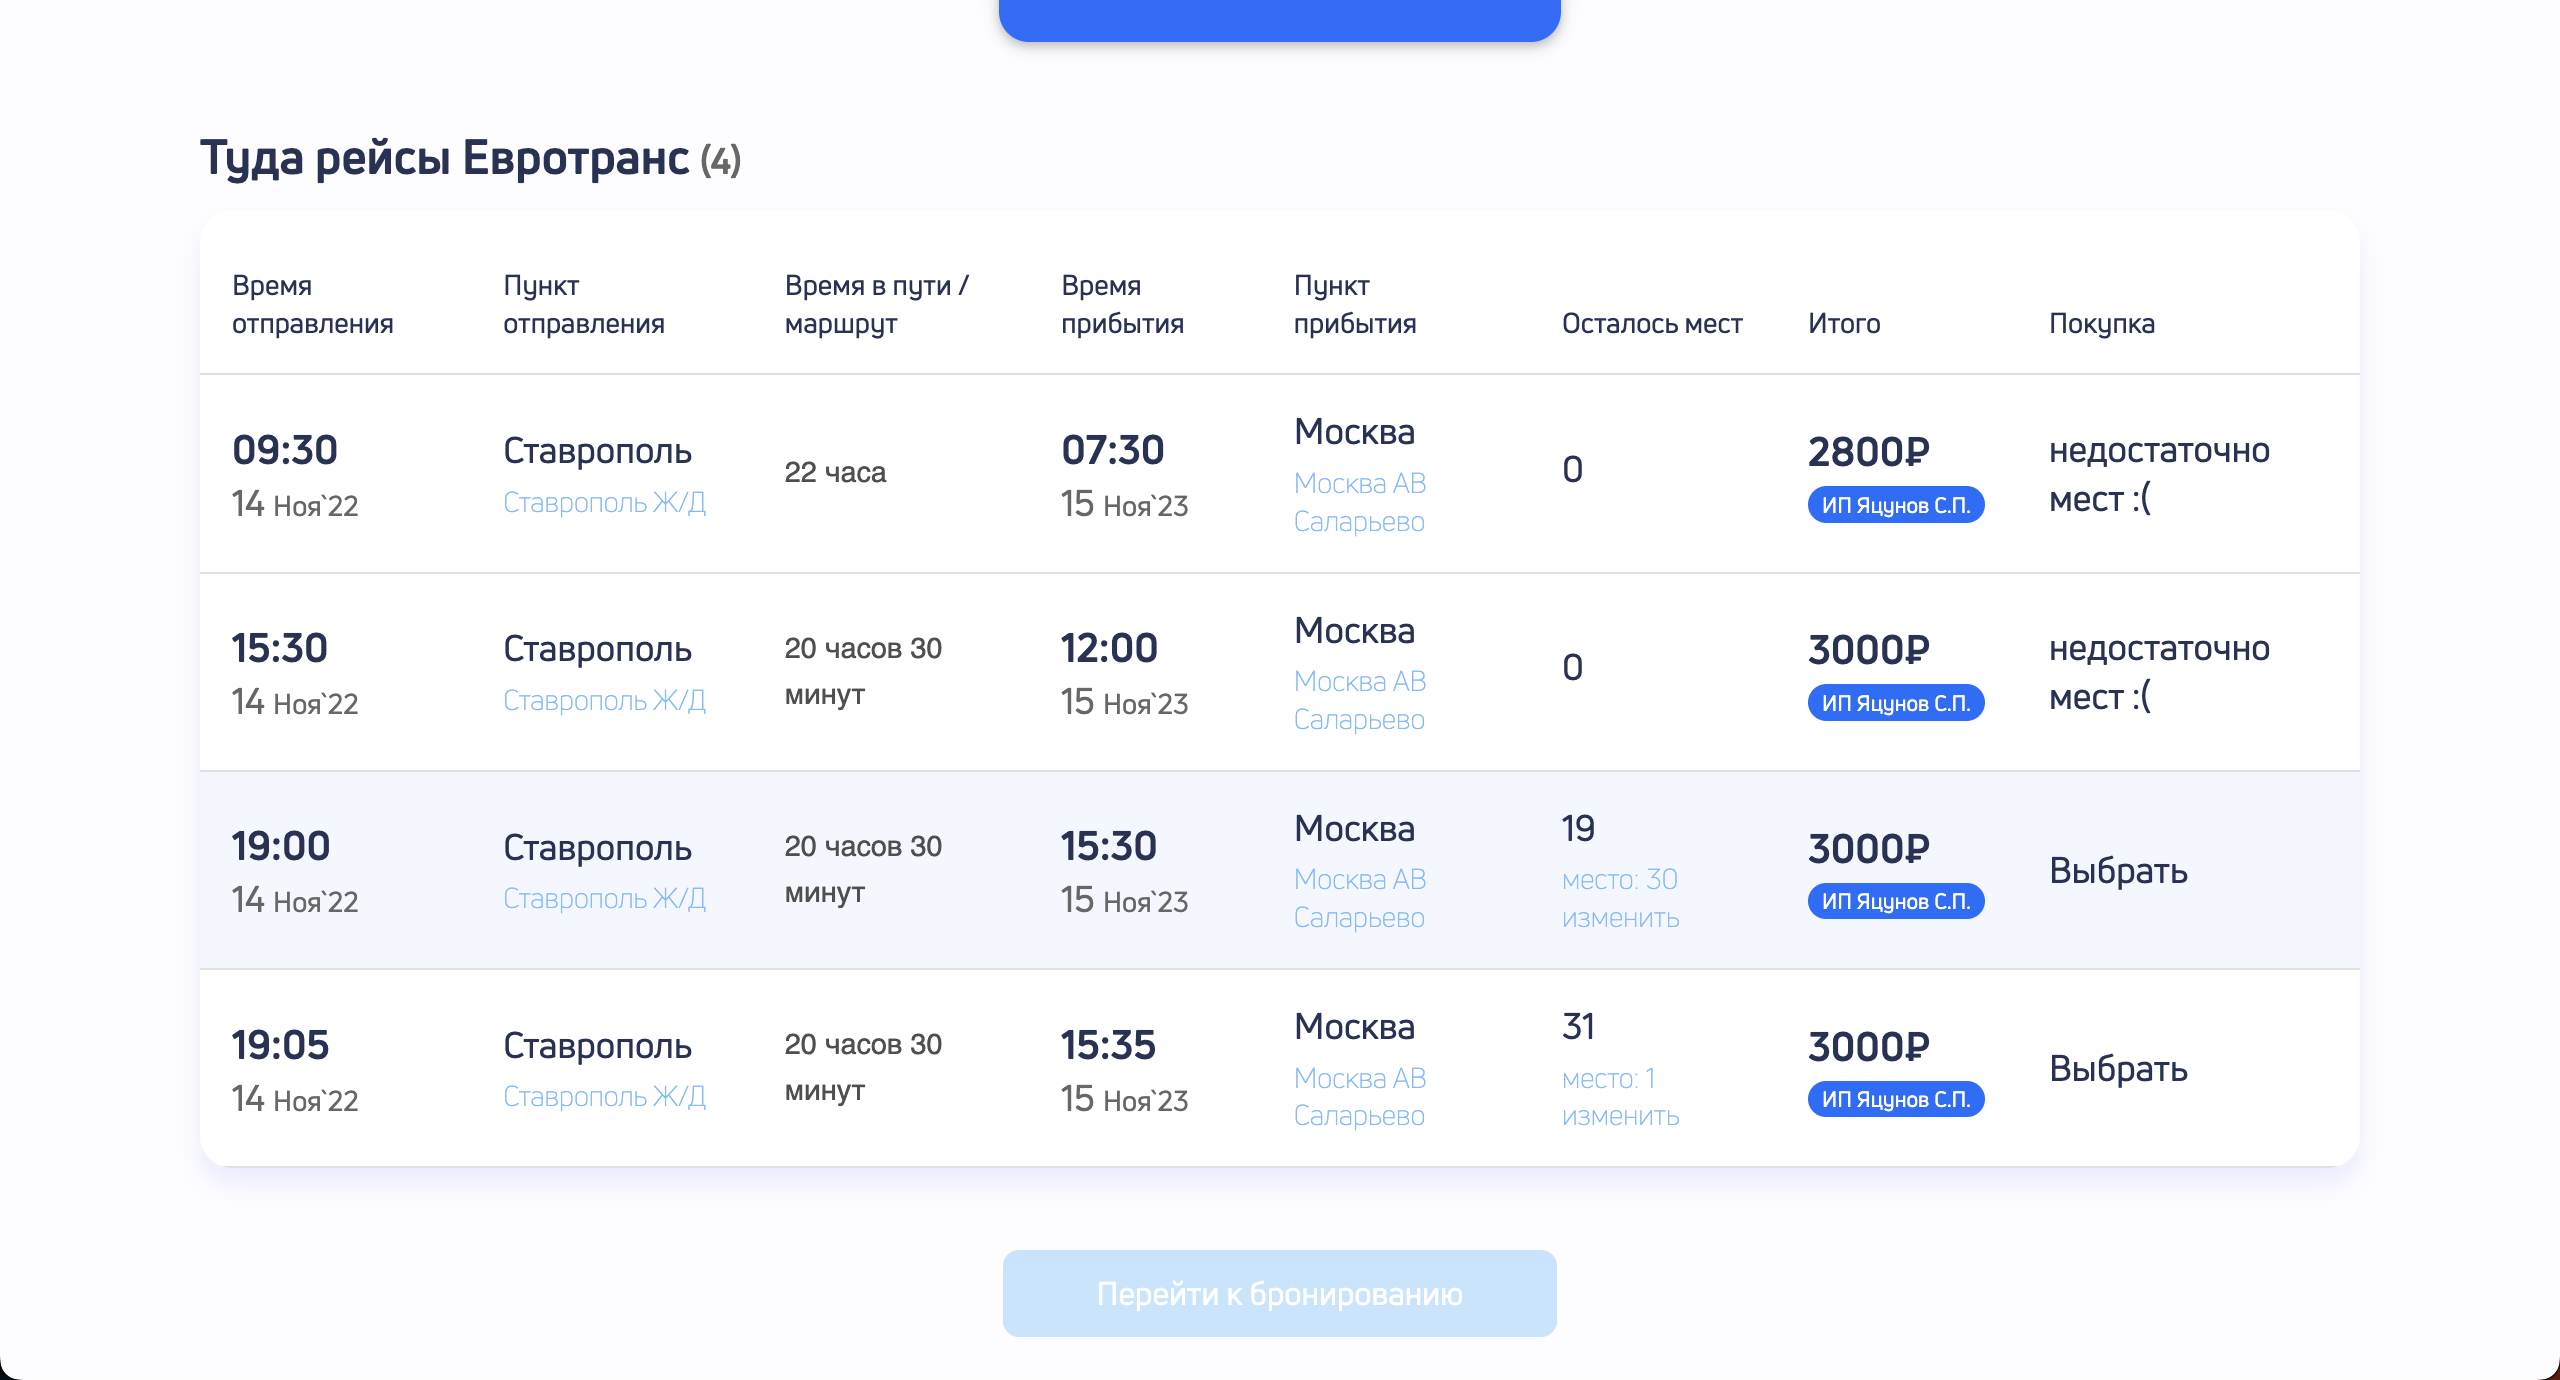 Туда рейсы Евротранс (4)
Время
отправления
Пункт
отправления
Время в пути /
маршрут
Время
прибытия
Пункт
прибытия
Осталось мест
Итого
Покупка
09:30
14 Ноя`22
Ставрополь
Ставрополь Ж/Д
22 часа
07:30
15 Ноя`23
Москва
Москва АВ
Саларьево
0
2800₽
ИП Яцунов С.П.
недостаточно
мест :(
15:30
14 Ноя`22
Ставрополь
Ставрополь Ж/Д
20 часов 30
минут
12:00
15 Ноя`23
Москва
Москва АВ
Саларьево
0
3000₽
ИП Яцунов С.П.
недостаточно
мест :(
19:00
14 Ноя`22
Ставрополь
Ставрополь Ж/Д
20 часов 30
минут
15:30
15 Ноя`23
Москва
Москва АВ
Саларьево
19
место: 30
изменить
3000₽
ИП Яцунов С.П.
Выбрать
19:05
14 Ноя`22
Ставрополь
Ставрополь Ж/Д
20 часов 30
минут
15:35
15 Ноя`23
Москва
Москва АВ
Саларьево
31
место: 1
изменить
3000₽
ИП Яцунов С.П.
Выбрать
Перейти к бронированию